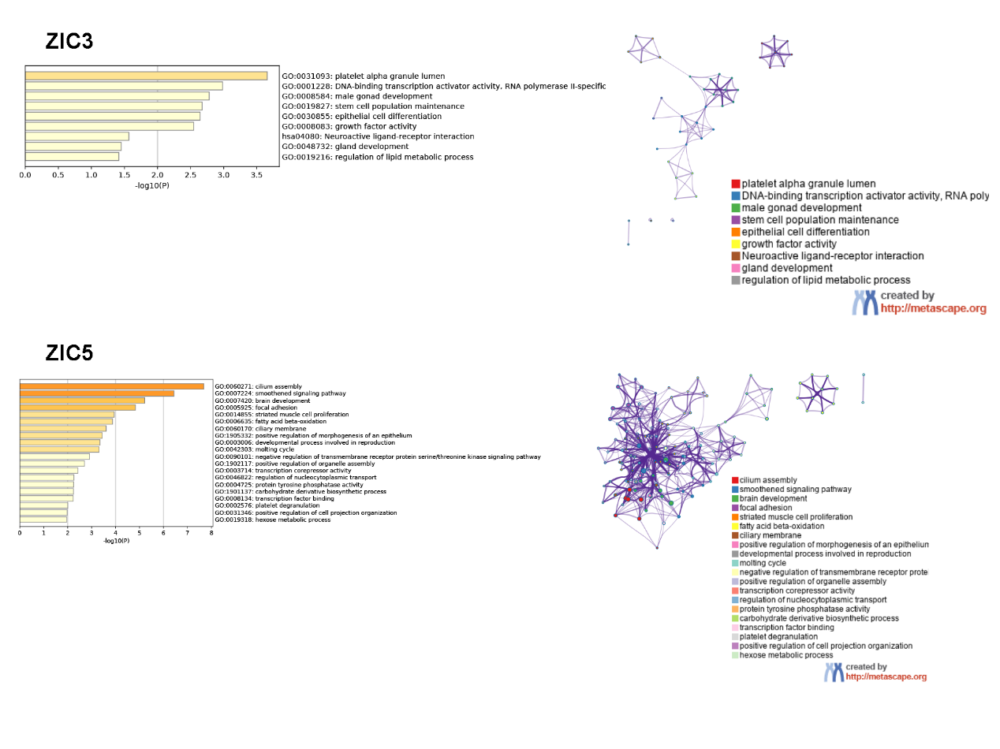 ZIC3
GO:0031093: platelet alpha granule lumen
GO:0001228: DNA-binding transcription activator activity, RNA polymerase II-specific
GO:0008584: male gonad development
GO:0019827: stem cell population maintenance
GO:0030855: epithelial cell differentiation
GO:0008083: growth factor activity
hsa04080: Neuroactive ligand-receptor interaction
GO:0048732: gland development
GO:0019216: regulation of lipid metabolic process
0.0 0.5 1.0 1.5 2.0 2.5 3.0 3.5
-log10(P)
platelet alpha granule lumen
DNA-binding transcription activator activity, RNA poly
male gonad development
stem cell population maintenance
epithelial cell differentiation
growth factor activity
Neuroactive ligand-receptor interaction
gland development
regulation of lipid metabolic process
created by
http://metascape.org
ZIC5
GO:0060271: cilium assembly
GO:0007224: smoothened signaling pathway
GO:0007420: brain development
GO:0005925: focal adhesion
GO:0014855: striated muscle cell proliferation
GO:0006635: fatty acid beta-oxidation
GO:0060170: ciliary membrane
GO:1905332: positive regulation of morphogenesis of an epithelium
GO:0003006: developmental process involved in reproduction
GO:0042303: molting cycle
GO:0090101: negative regulation of transmembrane receptor protein serine/threonine kinase signaling pathway
GO:1902117: positive regulation of organelle assembly
GO:0003714: transcription corepressor activity
GO:0046822: regulation of nucleocytoplasmic transport
GO:0004725: protein tyrosine phosphatase activity
GO:1901137: carbohydrate derivative biosynthetic process
GO:0008134: transcription factor binding
GO:0002576: platelet degranulation
GO:0031346: positive regulation of cell projection organization
GO:0019318: hexose metabolic process
0 1 2 3 4 5 6 7 8
-log10(P)
cilium assembly
smoothened signaling pathway
brain development
focal adhesion
striated muscle cell proliferation
fatty acid beta-oxidation
ciliary membrane
positive regulation of morphogenesis of an epithelium
developmental process involved in reproduction
molting cycle
negative regulation of transmembrane receptor prote
positive regulation of organelle assembly
transcription corepressor activity
regulation of nucleocytoplasmic transport
protein tyrosine phosphatase activity
carbohydrate derivative biosynthetic process
transcription factor binding
platelet degranulation
positive regulation of cell projection organization
hexose metabolic process
created by
http://metascape.org